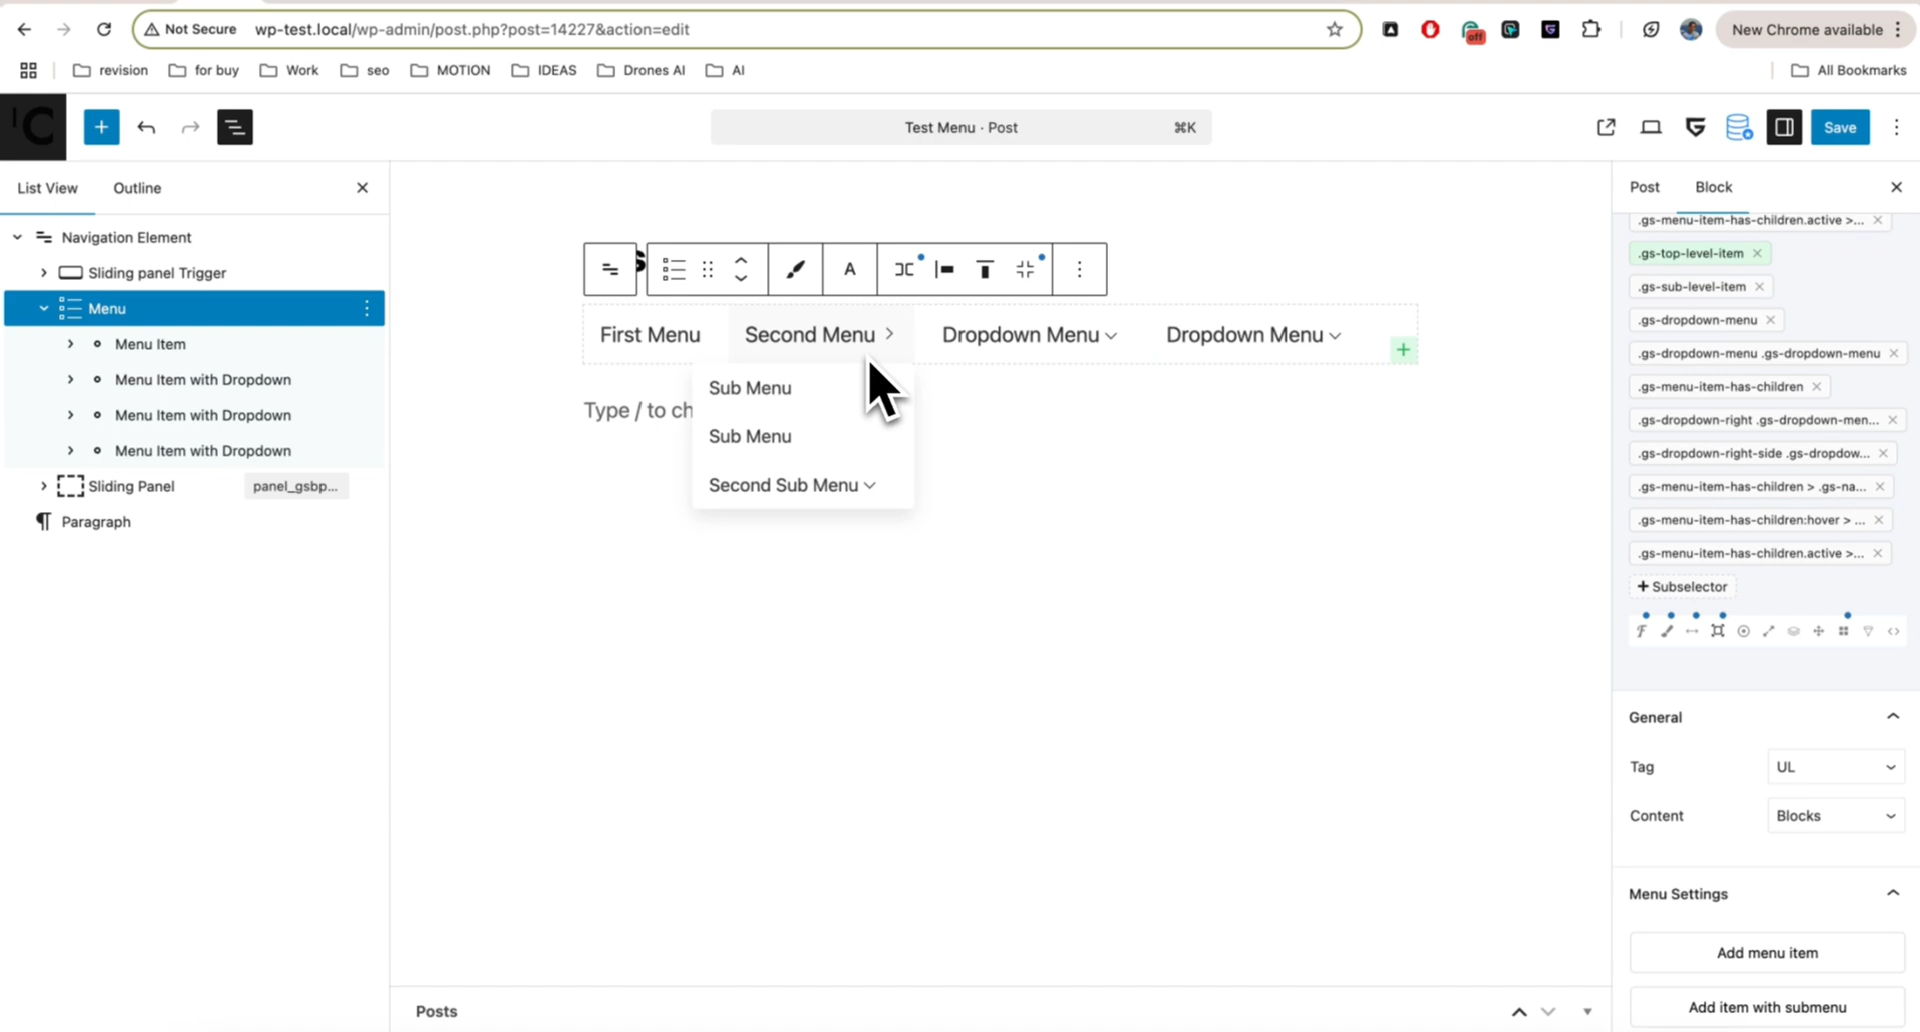 Not Secure wp-test.local/wp-admin/post.php?post=14227&action=edit off New Chrome available
revision for buy Work seo MOTION IDEAS Drones AI AI All Bookmarks
Test Menu · Post ⌘K Save
List View Outline
Navigation Element
Sliding panel Trigger
Menu
Menu Item
Menu Item with Dropdown
Menu Item with Dropdown
Menu Item with Dropdown
Sliding Panel panel_gsbp...
Paragraph
A
First Menu Second Menu Dropdown Menu Dropdown Menu
Type / to ch
Sub Menu
Sub Menu
Second Sub Menu
Posts
Post Block
.gs-menu-item-has-children.active >...
.gs-top-level-item
.gs-sub-level-item
.gs-dropdown-menu
.gs-dropdown-menu .gs-dropdown-menu
.gs-menu-item-has-children
.gs-dropdown-right .gs-dropdown-men...
.gs-dropdown-right-side .gs-dropdow...
.gs-menu-item-has-children > .gs-na...
.gs-menu-item-has-children:hover > ...
.gs-menu-item-has-children.active >...
+ Subselector
General
Tag UL
Content Blocks
Menu Settings
Add menu item
Add item with submenu